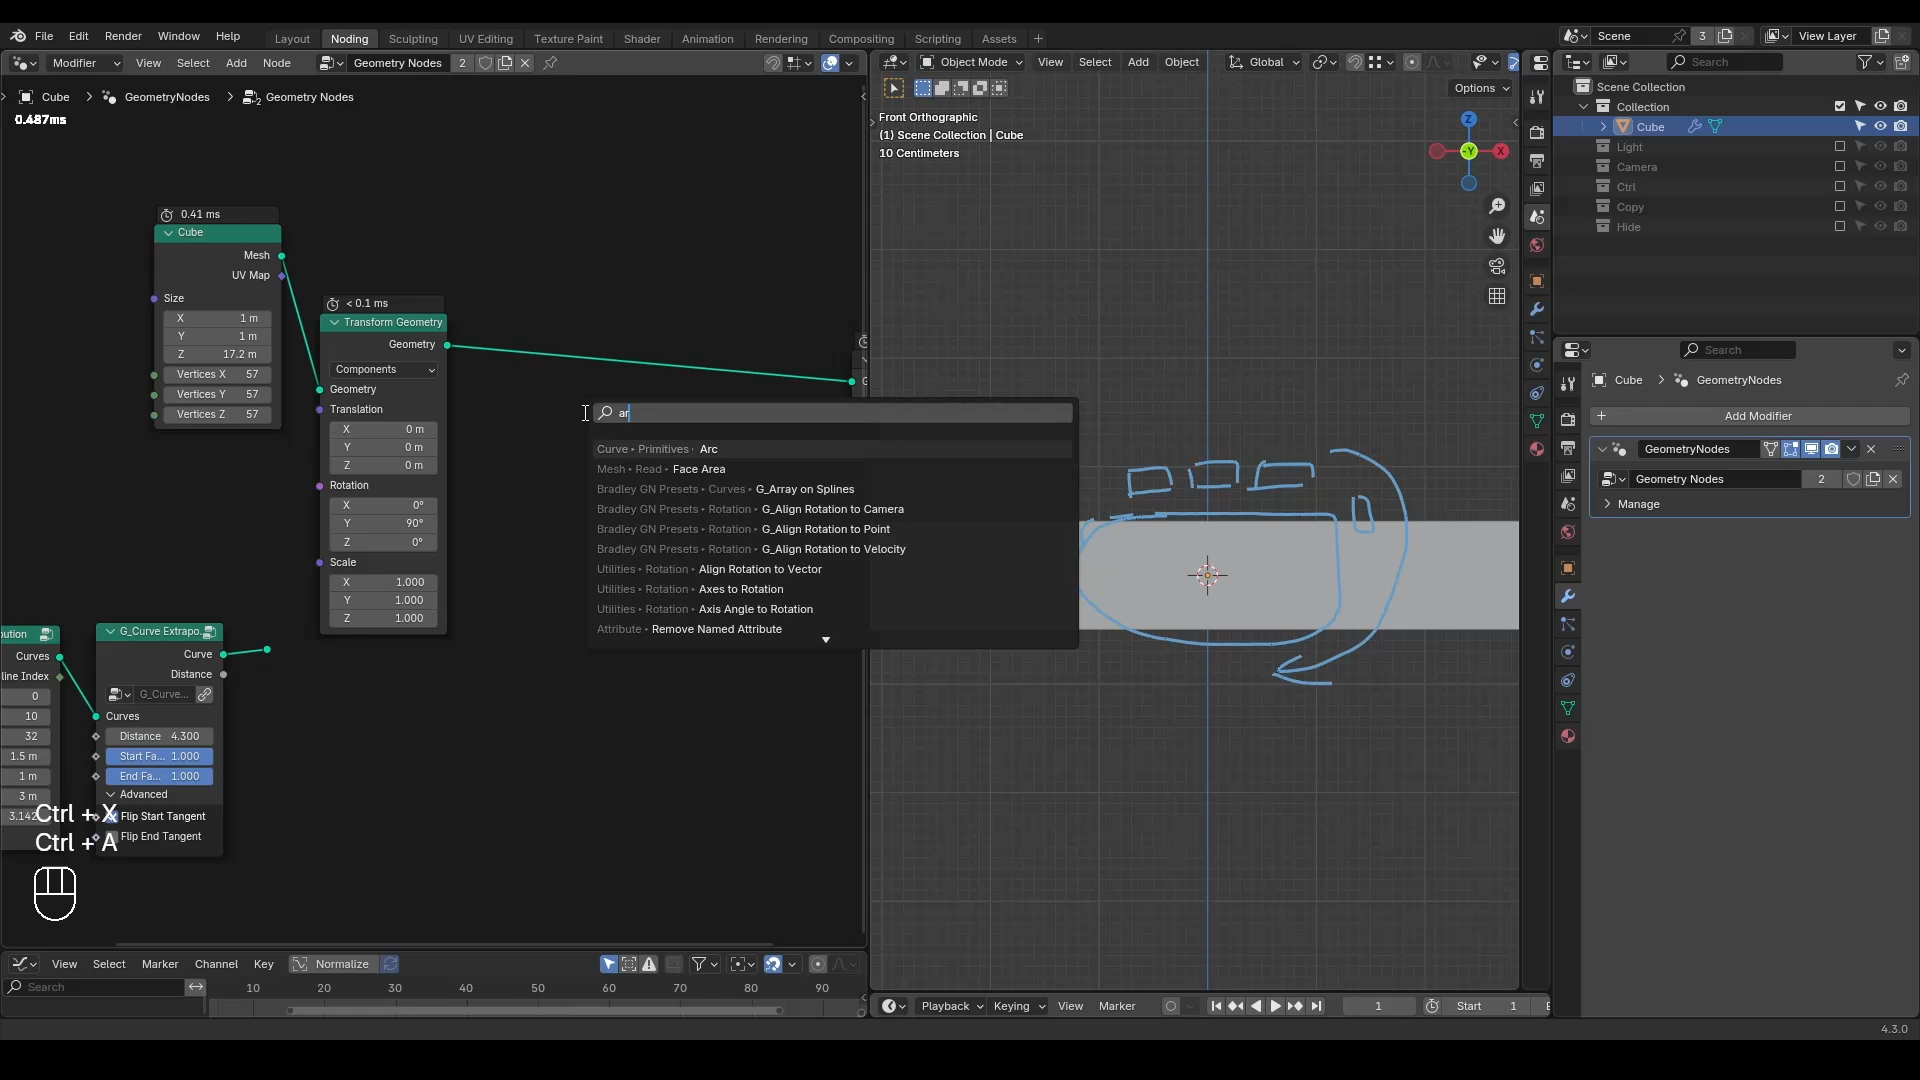 File Edit Render Window Help
Layout Noding Sculpting UV Editing Texture Paint Shader Animation Rendering Compositing Scripting Assets +
Scene 3 View Layer
Modifier View Select Add Node Geometry Nodes 2
Object Mode View Select Add Object Global
Search
Options
Cube > GeometryNodes > Geometry Nodes
0.487ms
Front Orthographic
(1) Scene Collection | Cube
10 Centimeters
Z
-Y
X
Scene Collection
Collection
Cube
Light
Camera
Ctrl
Copy
Hide
0.41 ms
Cube
Mesh
UV Map
Size
X 1 m
Y 1 m
Z 17.2 m
Vertices X 57
Vertices Y 57
Vertices Z 57
< 0.1 ms
Transform Geometry
Geometry
Components
Geometry
Translation
X 0 m
Y 0 m
Z 0 m
Rotation
X 0°
Y 90°
Z 0°
Scale
X 1.000
Y 1.000
Z 1.000
G
ar
Curve ▸ Primitives ▸ Arc
Mesh ▸ Read ▸ Face Area
Bradley GN Presets ▸ Curves ▸ G_Array on Splines
Bradley GN Presets ▸ Rotation ▸ G_Align Rotation to Camera
Bradley GN Presets ▸ Rotation ▸ G_Align Rotation to Point
Bradley GN Presets ▸ Rotation ▸ G_Align Rotation to Velocity
Utilities ▸ Rotation ▸ Align Rotation to Vector
Utilities ▸ Rotation ▸ Axes to Rotation
Utilities ▸ Rotation ▸ Axis Angle to Rotation
Attribute ▸ Remove Named Attribute
bution
Curves
line Index
0
10
32
1.5 m
1 m
3 m
3.142
G_Curve Extrapo..
Curve
Distance
G_Curve...
Curves
Distance 4.300
Start Fa... 1.000
End Fa... 1.000
Advanced
Flip Start Tangent
Flip End Tangent
Ctrl + X
Ctrl + A
Search
Cube > GeometryNodes
+ Add Modifier
GeometryNodes
Geometry Nodes 2
Manage
View Select Marker Channel Key Normalize
Search
10 20 30 40 50 60 70 80 90
Playback Keying View Marker 1 Start 1
4.3.0